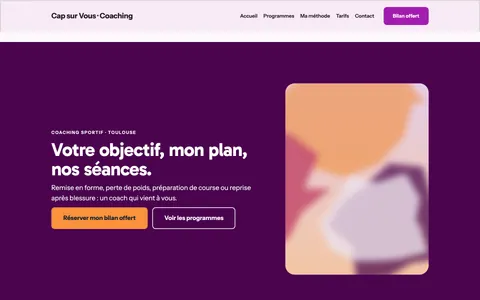 Cap sur Vous · Coaching
Accueil Programmes Ma méthode Tarifs Contact Bilan offert
COACHING SPORTIF · TOULOUSE
Votre objectif, mon plan,
nos séances.
Remise en forme, perte de poids, préparation de course ou reprise
après blessure : un coach qui vient à vous.
Réserver mon bilan offert Voir les programmes